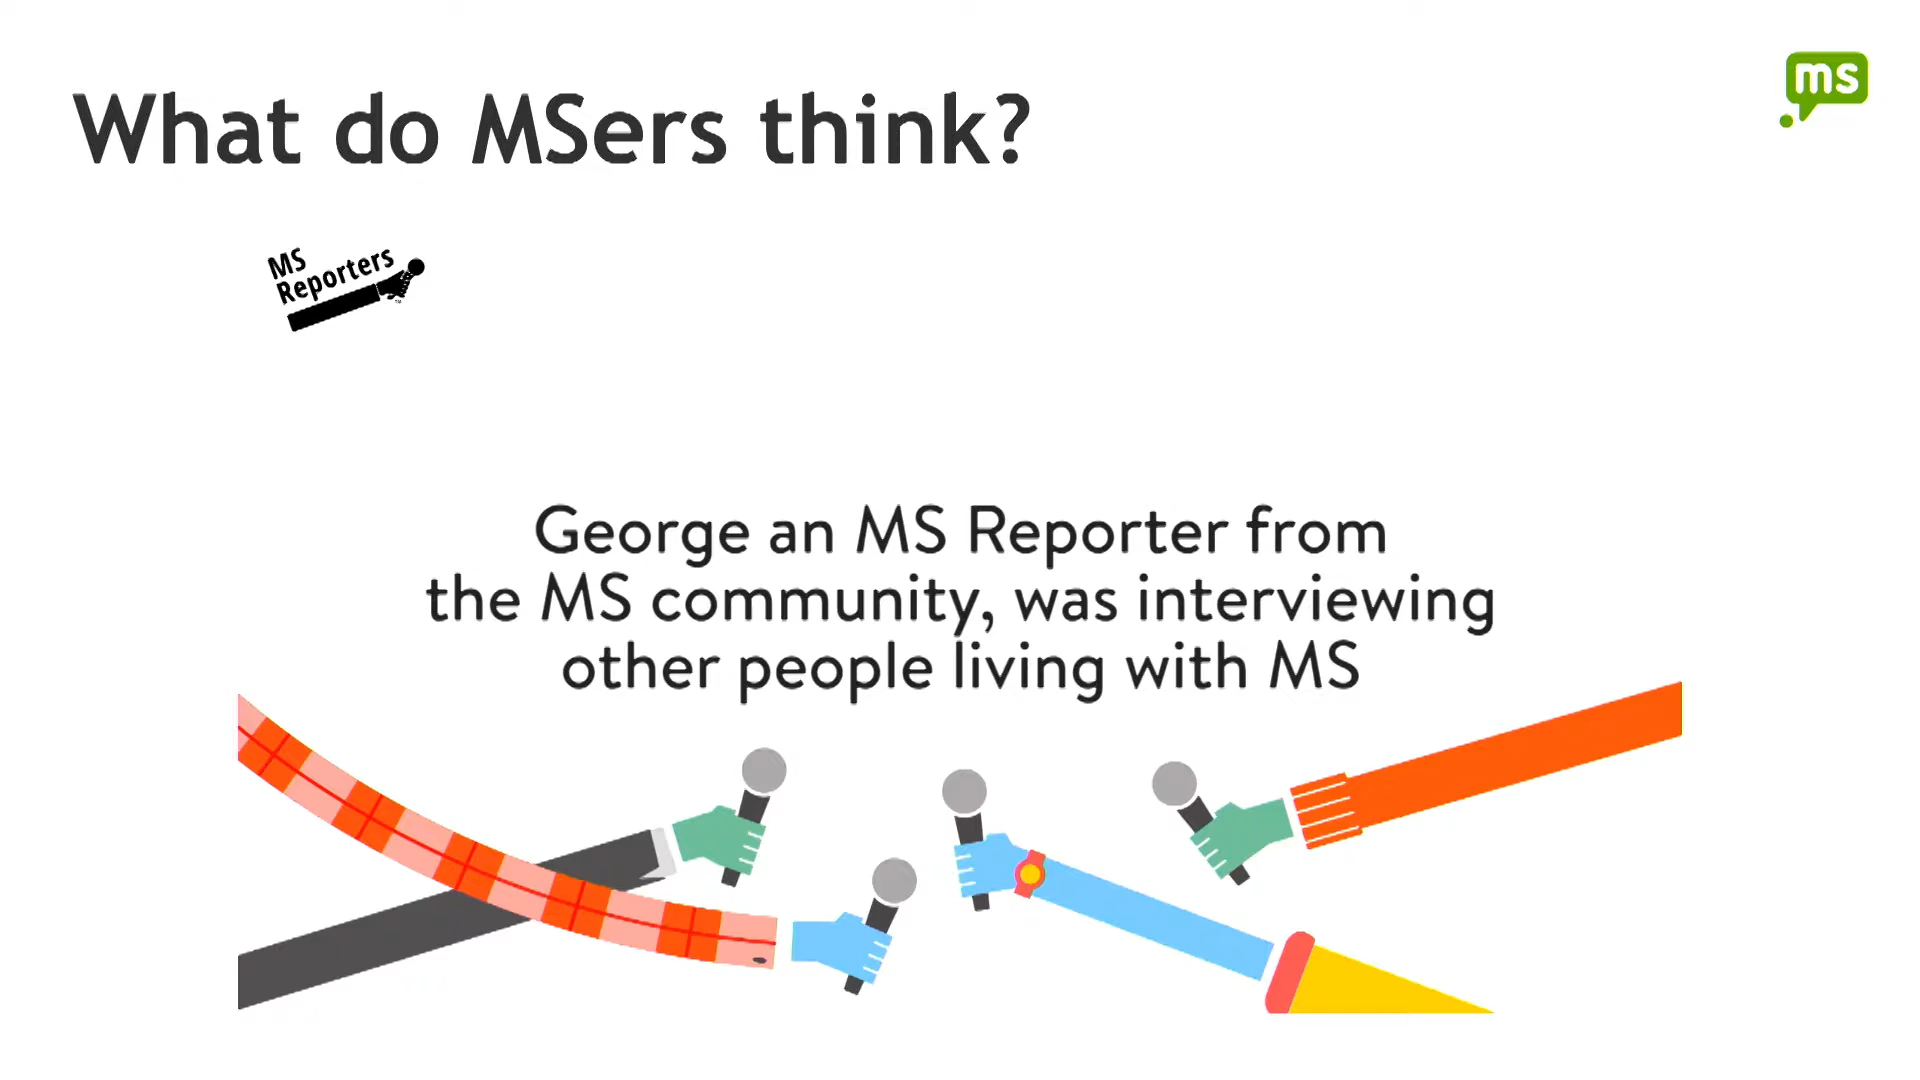 What do MSers think?
ms
MS
Reporters
™
George an MS Reporter from
the MS community, was interviewing
other people living with MS